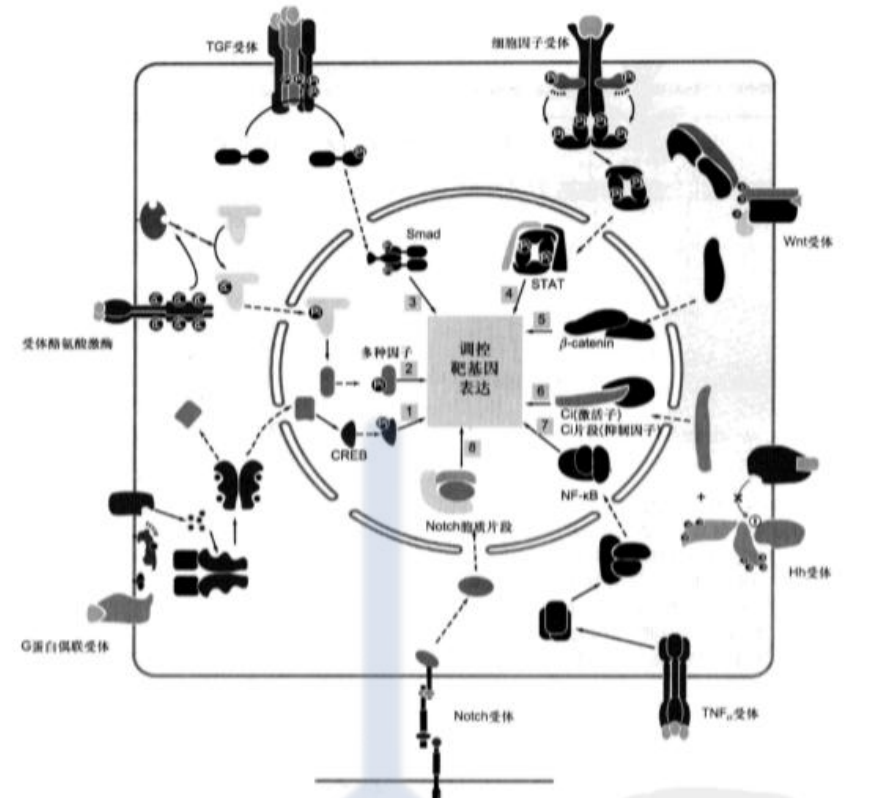 TGF受体
细胞因子受体
Wnt受体
Smad
STAT
3
4
受体酪氨酸激酶
5
β-catenin
多种因子
2
调控
靶基因
表达
6
Ci(激活子)
Ci片段(抑制因子)
1
7
CREB
8
NF-κB
Notch胞质片段
Hh受体
G蛋白偶联受体
Notch受体
TNFα受体